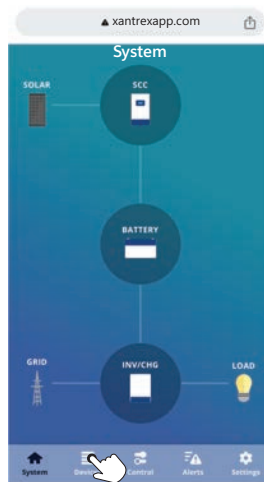 xantrexapp.com
System
SOLAR SCC
BATTERY
GRID INV/CHG LOAD
System Control Alerts Settings